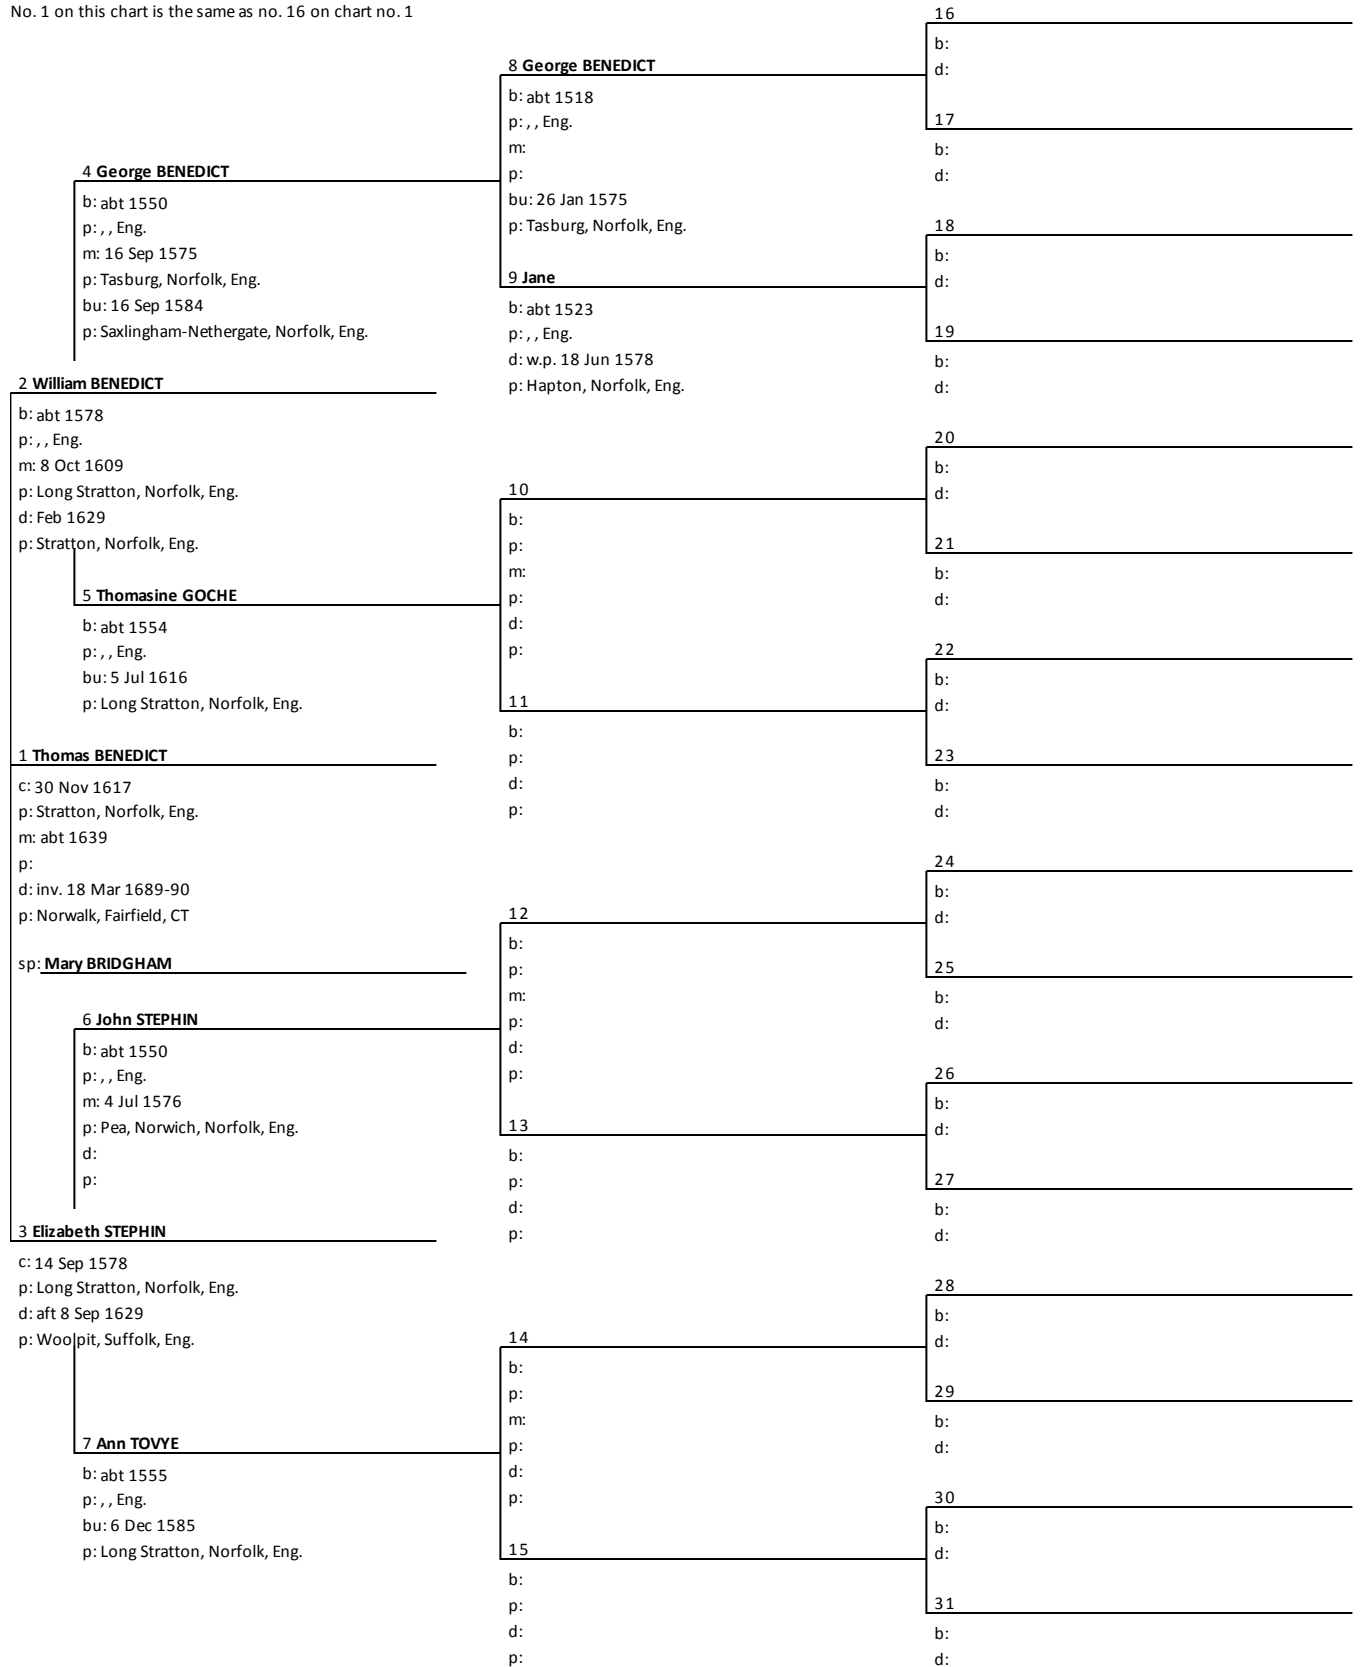 No. 1 on this chart is the same as no. 16 on chart no. 1
4 George BENEDICT
b: abt 1550
p: , , Eng.
m: 16 Sep 1575
p: Tasburg, Norfolk, Eng.
bu: 16 Sep 1584
p: Saxlingham-Nethergate, Norfolk, Eng.
2 William BENEDICT
b: abt 1578
p: , , Eng.
m: 8 Oct 1609
p: Long Stratton, Norfolk, Eng.
d: Feb 1629
p: Stratton, Norfolk, Eng.
5 Thomasine GOCHE
b: abt 1554
p: , , Eng.
bu: 5 Jul 1616
p: Long Stratton, Norfolk, Eng.
1 Thomas BENEDICT
c: 30 Nov 1617
p: Stratton, Norfolk, Eng.
m: abt 1639
p:
d: inv. 18 Mar 1689-90
p: Norwalk, Fairfield, CT
sp: Mary BRIDGHAM
6 John STEPHIN
b: abt 1550
p: , , Eng.
m: 4 Jul 1576
p: Pea, Norwich, Norfolk, Eng.
d:
p:
3 Elizabeth STEPHIN
c: 14 Sep 1578
p: Long Stratton, Norfolk, Eng.
d: aft 8 Sep 1629
p: Woolpit, Suffolk, Eng.
7 Ann TOVYE
b: abt 1555
p: , , Eng.
bu: 6 Dec 1585
p: Long Stratton, Norfolk, Eng.
8 George BENEDICT
b: abt 1518
p: , , Eng.
m:
p:
bu: 26 Jan 1575
p: Tasburg, Norfolk, Eng.
9 Jane
b: abt 1523
p: , , Eng.
d: w.p. 18 Jun 1578
p: Hapton, Norfolk, Eng.
10
b:
p:
m:
p:
d:
p:
11
b:
p:
d:
p:
12
b:
p:
m:
p:
d:
p:
13
b:
p:
d:
p:
14
b:
p:
m:
p:
d:
p:
15
b:
p:
d:
p:
16
b:
d:
17
b:
d:
18
b:
d:
19
b:
d:
20
b:
d:
21
b:
d:
22
b:
d:
23
b:
d:
24
b:
d:
25
b:
d:
26
b:
d:
27
b:
d:
28
b:
d:
29
b:
d:
30
b:
d:
31
b:
d: